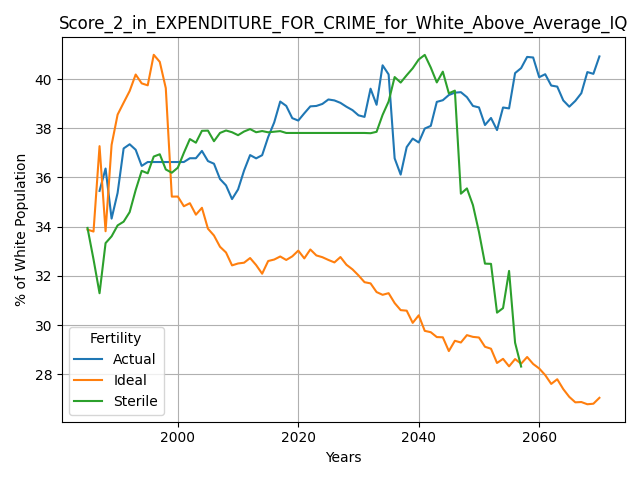 Score_2_in_EXPENDITURE_FOR_CRIME_for_White_Above_Average_IQ
% of White Population
40
38
36
34
32
30
28
Fertility
Actual
Ideal
Sterile
2000
2020
2040
2060
Years